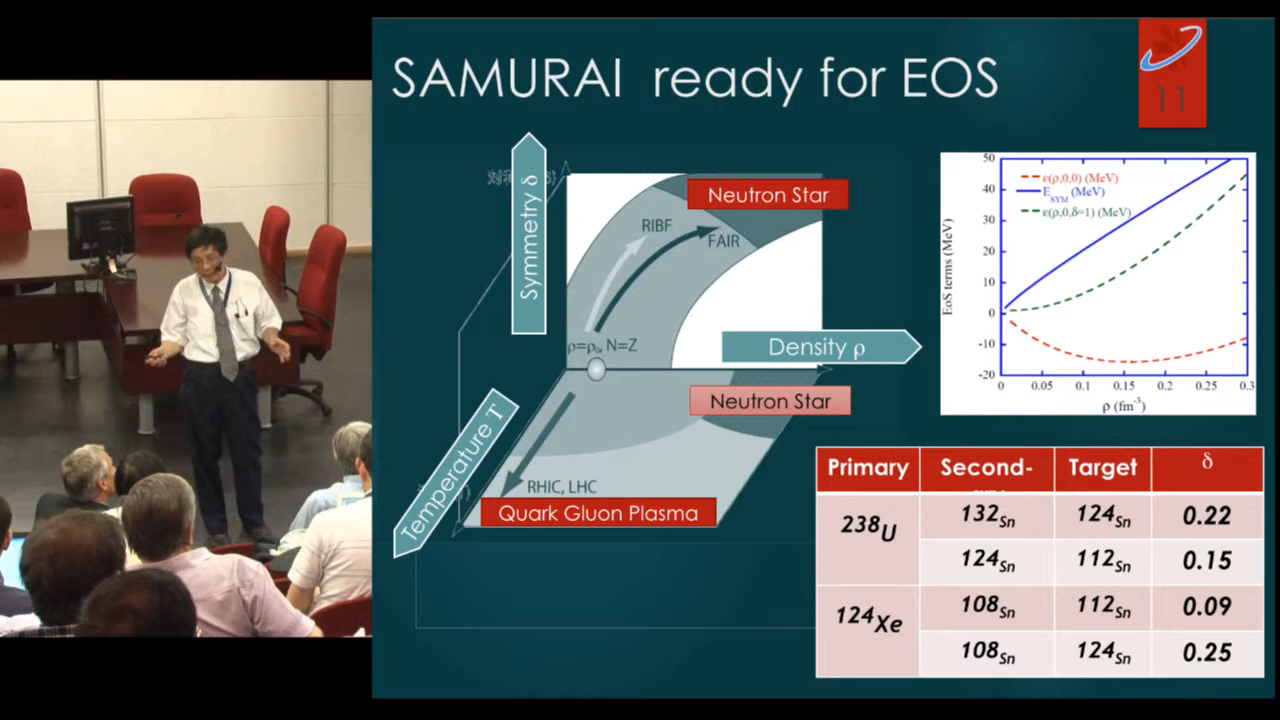 SAMURAI ready for EOS
11
Symmetry δ
Neutron Star
RIBF
FAIR
ρ=ρ₀, N=Z
Density ρ
Neutron Star
Temperature T
RHIC, LHC
Quark Gluon Plasma
EoS terms (MeV)
50
40
30
20
10
0
-10
-20
ε(ρ,0,0) (MeV)
E_SYM (MeV)
ε(ρ,0,δ=1) (MeV)
0 0.05 0.1 0.15 0.2 0.25 0.3
ρ (fm⁻³)
Primary Second- Target δ
238U 132Sn 124Sn 0.22
124Sn 112Sn 0.15
124Xe 108Sn 112Sn 0.09
108Sn 124Sn 0.25